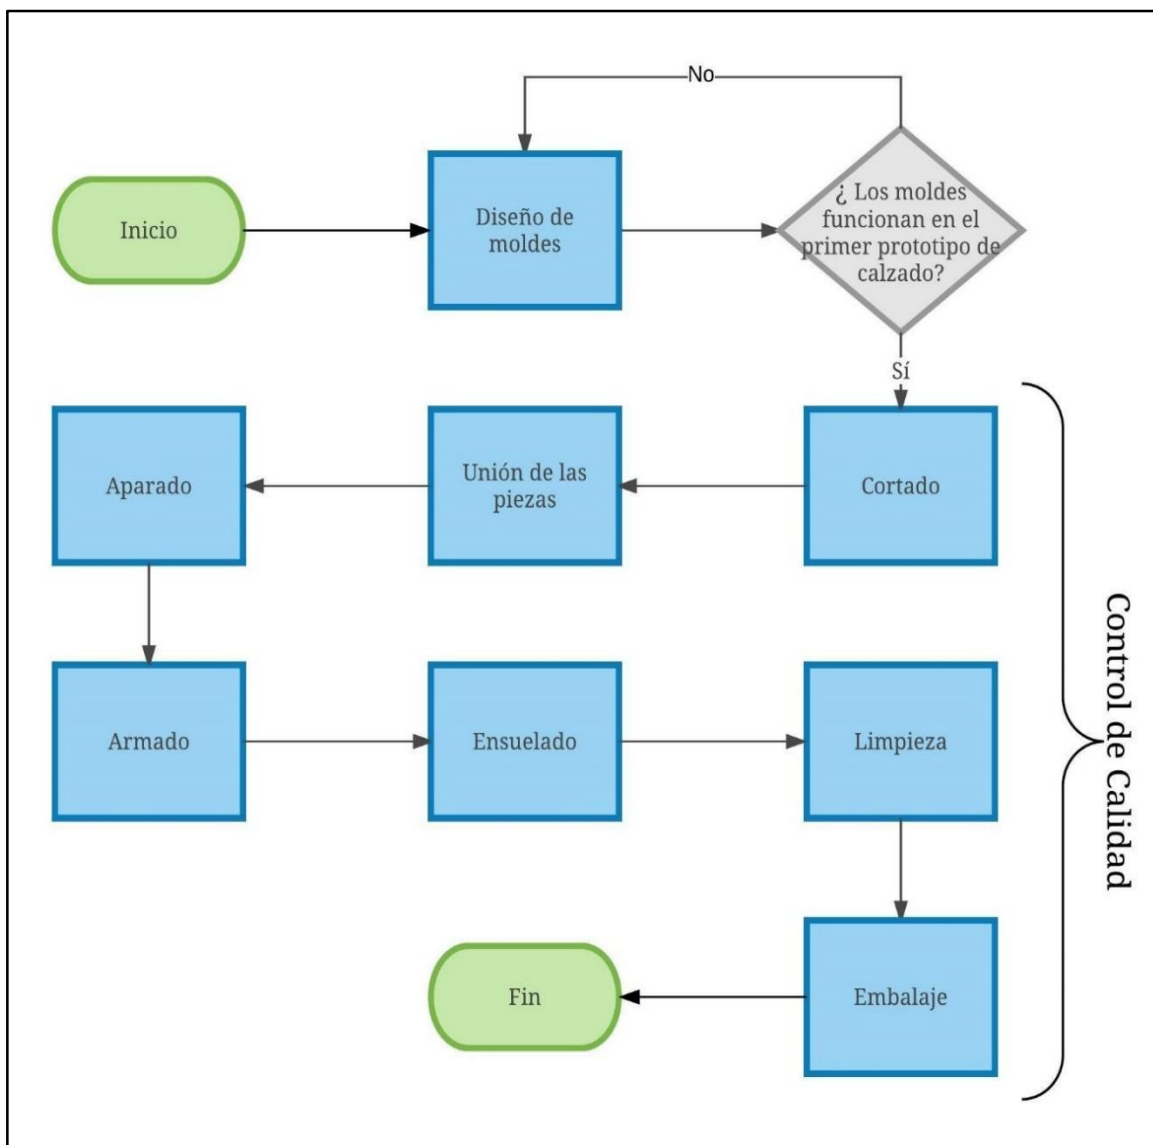 No
Inicio
Diseño de
moldes
¿ Los moldes
funcionan en el
primer prototipo de
calzado?
Sí
Aparado
Unión de las
piezas
Cortado
Armado
Ensuelado
Limpieza
Control de Calidad
Fin
Embalaje